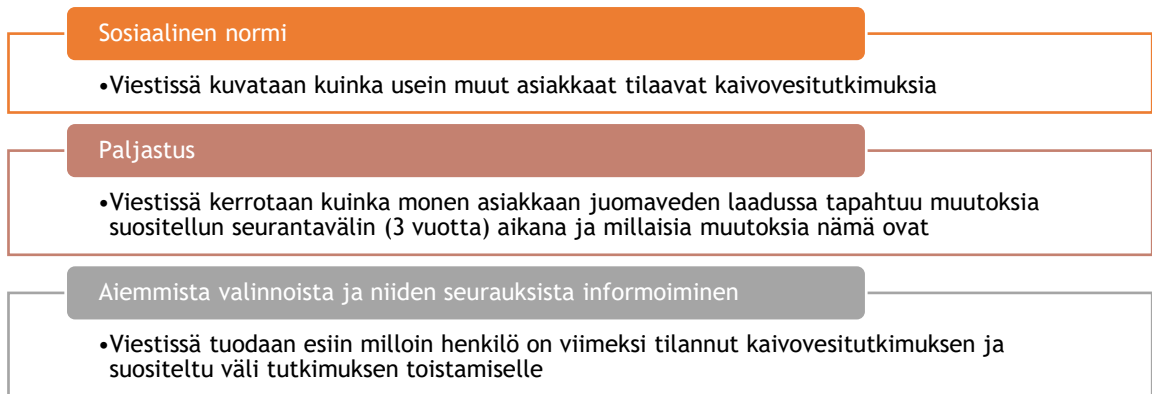 Sosiaalinen normi
•Viestissä kuvataan kuinka usein muut asiakkaat tilaavat kaivovesitutkimuksia
Paljastus
•Viestissä kerrotaan kuinka monen asiakkaan juomaveden laadussa tapahtuu muutoksia
suositellun seurantavälin (3 vuotta) aikana ja millaisia muutoksia nämä ovat
Aiemmista valinnoista ja niiden seurauksista informoiminen
•Viestissä tuodaan esiin milloin henkilö on viimeksi tilannut kaivovesitutkimuksen ja
suositeltu väli tutkimuksen toistamiselle